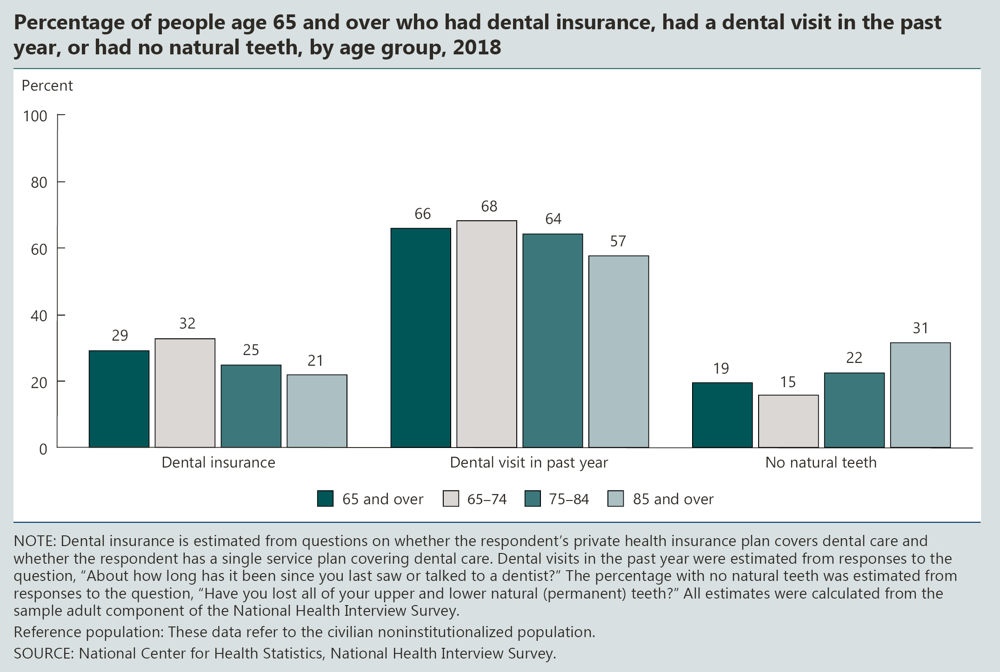 Percentage of people age 65 and over who had dental insurance, had a dental visit in the past
year, or had no natural teeth, by age group, 2018
Percent
100
80
60
40
20
0
29
32
25
21
66
68
64
57
19
15
22
31
Dental insurance
Dental visit in past year
No natural teeth
65 and over
65–74
75–84
85 and over
NOTE: Dental insurance is estimated from questions on whether the respondent’s private health insurance plan covers dental care and
whether the respondent has a single service plan covering dental care. Dental visits in the past year were estimated from responses to the
question, “About how long has it been since you last saw or talked to a dentist?” The percentage with no natural teeth was estimated from
responses to the question, “Have you lost all of your upper and lower natural (permanent) teeth?” All estimates were calculated from the
sample adult component of the National Health Interview Survey.
Reference population: These data refer to the civilian noninstitutionalized population.
SOURCE: National Center for Health Statistics, National Health Interview Survey.